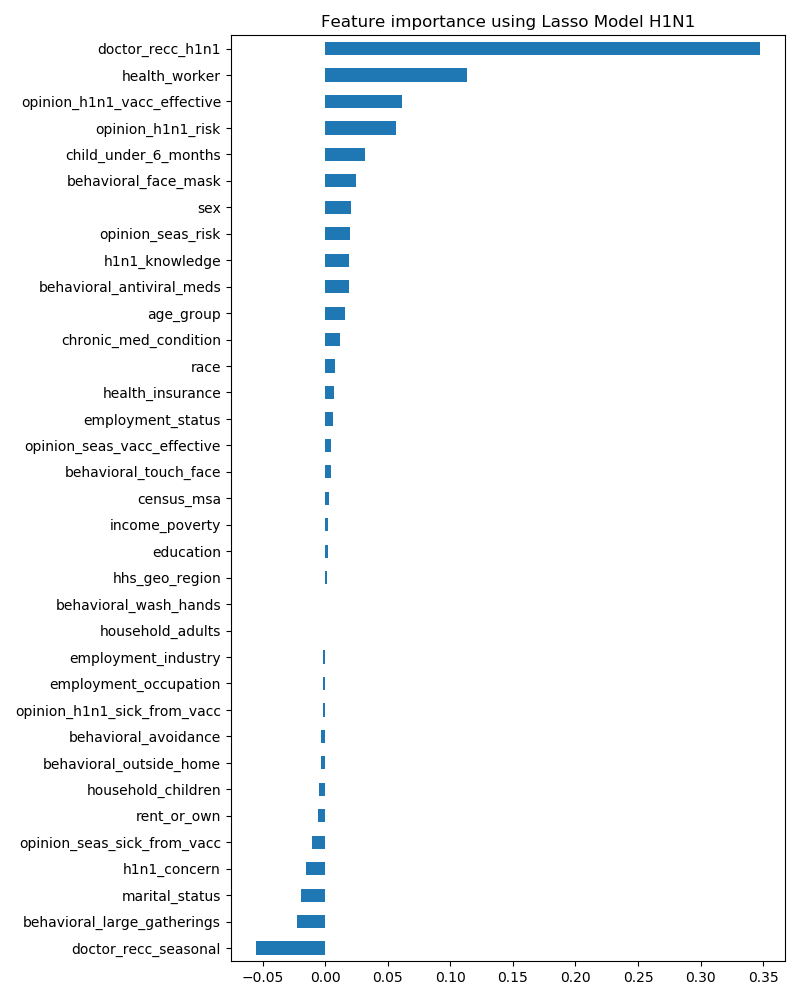 Feature importance using Lasso Model H1N1
doctor_recc_h1n1
health_worker
opinion_h1n1_vacc_effective
opinion_h1n1_risk
child_under_6_months
behavioral_face_mask
sex
opinion_seas_risk
h1n1_knowledge
behavioral_antiviral_meds
age_group
chronic_med_condition
race
health_insurance
employment_status
opinion_seas_vacc_effective
behavioral_touch_face
census_msa
income_poverty
education
hhs_geo_region
behavioral_wash_hands
household_adults
employment_industry
employment_occupation
opinion_h1n1_sick_from_vacc
behavioral_avoidance
behavioral_outside_home
household_children
rent_or_own
opinion_seas_sick_from_vacc
h1n1_concern
marital_status
behavioral_large_gatherings
doctor_recc_seasonal
−0.05 0.00 0.05 0.10 0.15 0.20 0.25 0.30 0.35